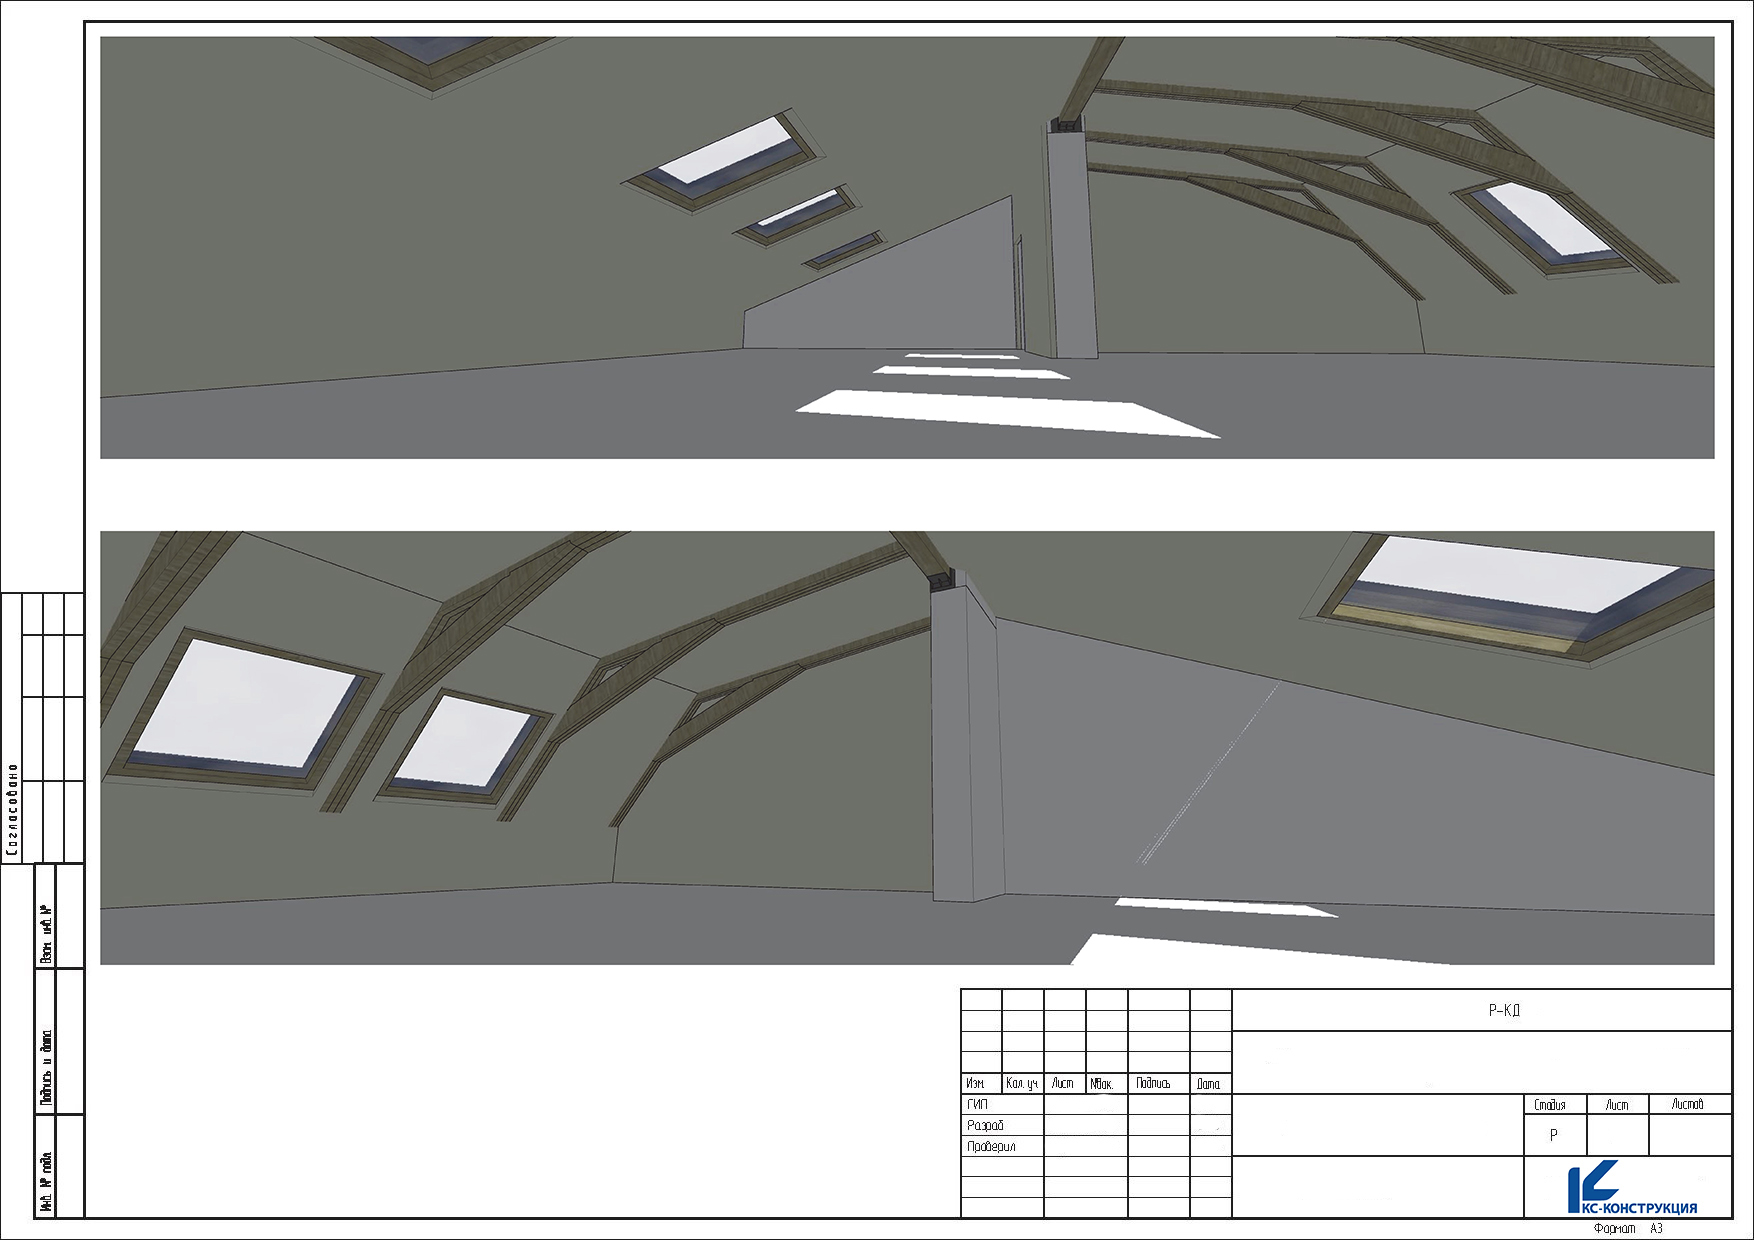 Согласовано
Взам. инв. №
Подпись и дата
Инв. № подл.
Р-КД
Изм. Кол. уч Лист №док. Подпись Дата
ГИП
Разраб
Проверил
Стадия Лист Листов
Р
КС-КОНСТРУКЦИЯ
Формат А3